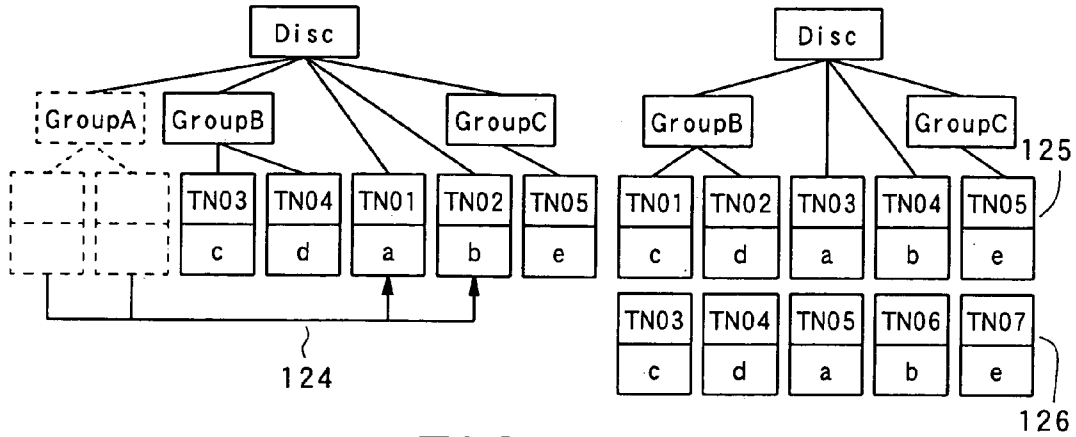 Disc
GroupA GroupB GroupC
TN03 TN04 TN01 TN02 TN05
c d a b e
124
Disc
GroupB GroupC
125
TN01 TN02 TN03 TN04 TN05
c d a b e
TN03 TN04 TN05 TN06 TN07
c d a b e
126